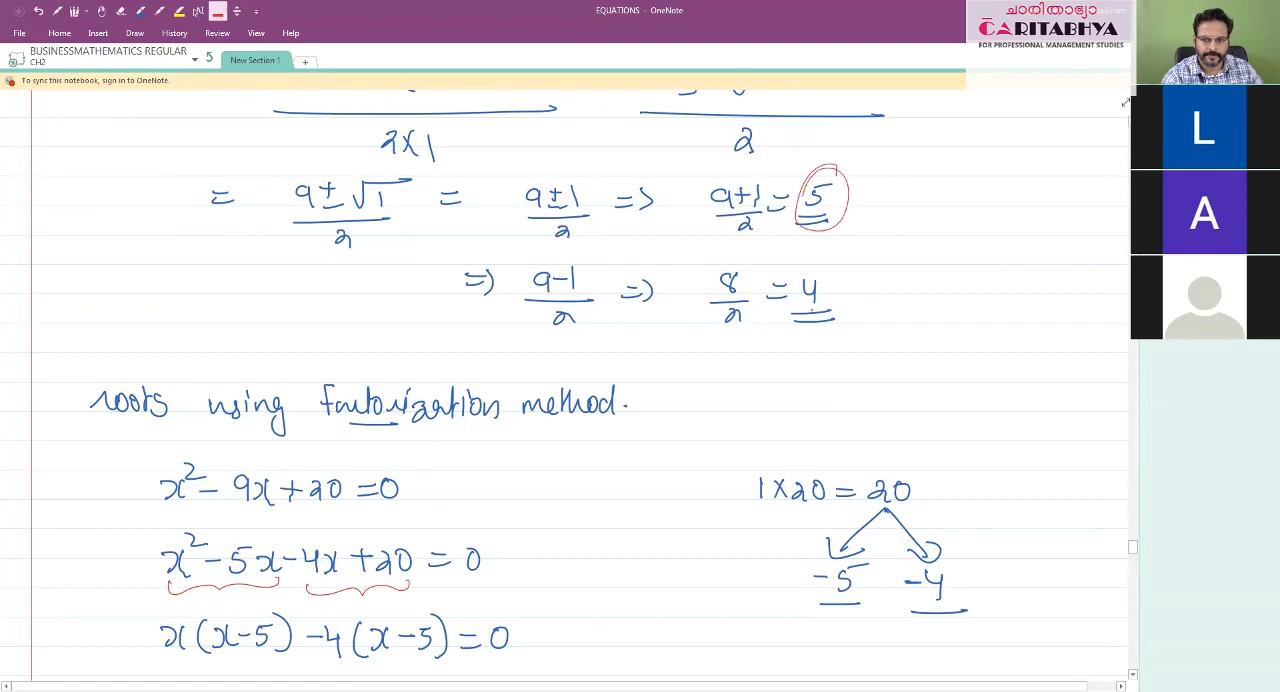 EQUATIONS - OneNote
ചാരിതാഭ്യാ
CARITABHYA
FOR PROFESSIONAL MANAGEMENT STUDIES
File Home Insert Draw History Review View Help
BUSINESSMATHEMATICS REGULAR
CH2
New Section 1 +
To sync this notebook, sign in to OneNote.
L
A
2×1 2
= 9±√1/2 = 9±1/2 => 9+1/2 = 5
=> 9-1/2 => 8/2 = 4
roots using factorization method.
x² - 9x + 20 = 0 1×20 = 20
x² - 5x - 4x + 20 = 0 -5 -4
x(x-5) -4(x-5) = 0